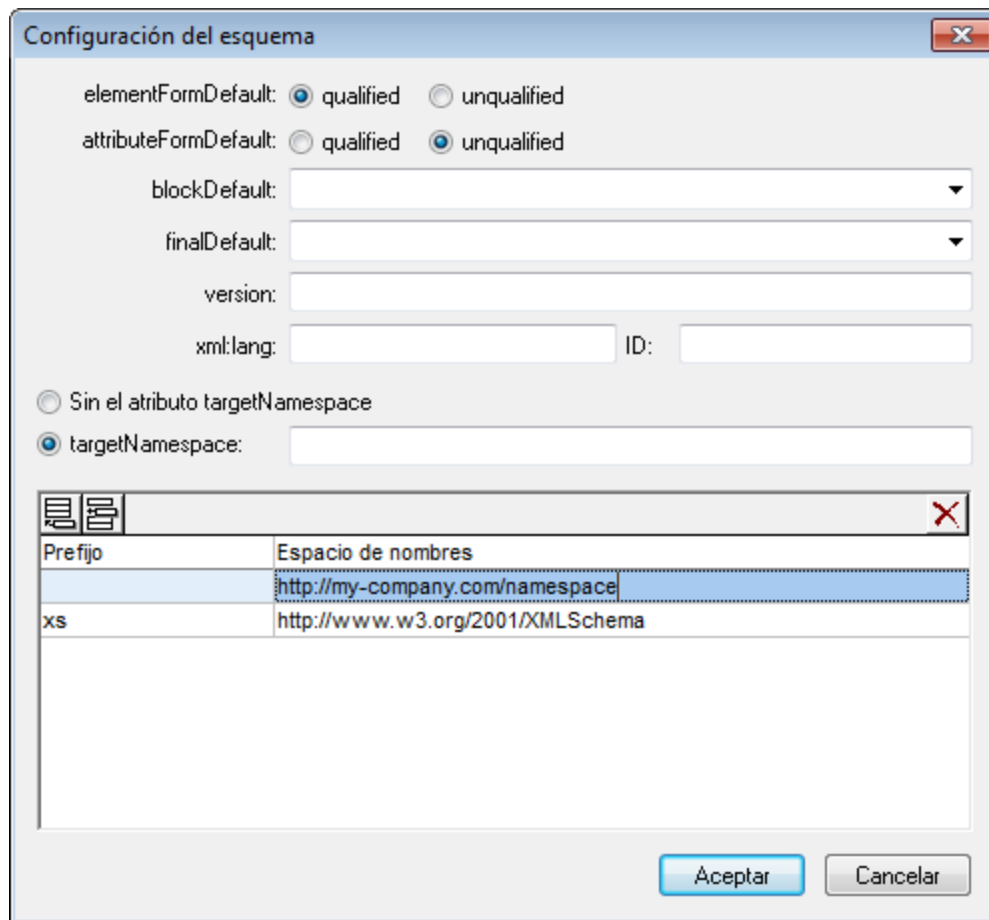 Configuración del esquema
elementFormDefault: qualified unqualified
attributeFormDefault: qualified unqualified
blockDefault:
finalDefault:
version:
xml:lang: ID:
Sin el atributo targetNamespace
targetNamespace:
Prefijo Espacio de nombres
http://my-company.com/namespace
xs http://www.w3.org/2001/XMLSchema
Aceptar Cancelar